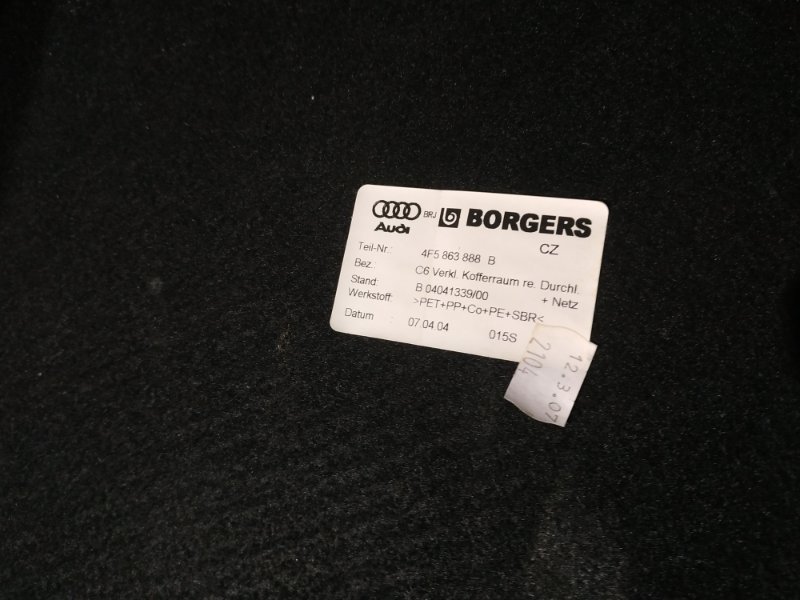 Audi BRJ BORGERS
CZ
Teil-Nr.: 4F5 863 888 B
Bez.: C6 Verkl. Kofferraum re. Durchl.
+ Netz
Stand: B 04041339/00
Werkstoff: >PET+PP+Co+PE+SBR<
Datum 07.04.04 015S
12.3.07
2104